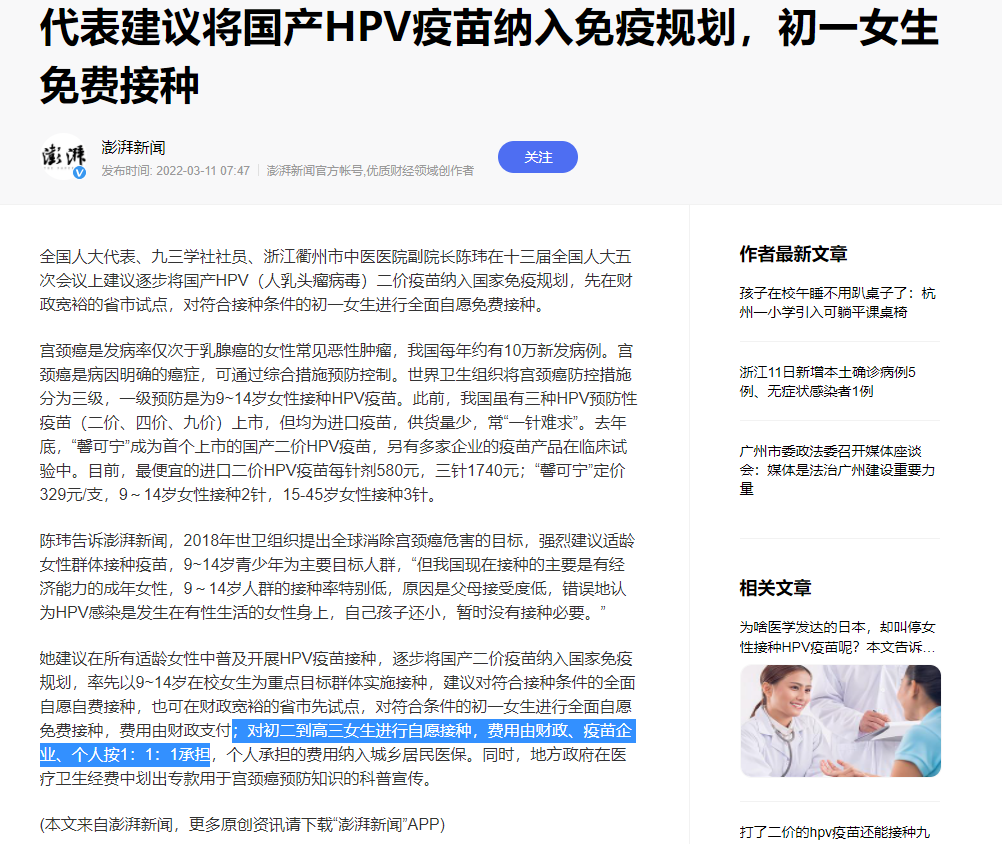 代表建议将国产HPV疫苗纳入免疫规划，初一女生
免费接种
澎湃
澎湃新闻
发布时间: 2022-03-11 07:47
澎湃新闻官方帐号,优质财经领域创作者
关注
全国人大代表、九三学社社员、浙江衢州市中医医院副院长陈玮在十三届全国人大五
次会议上建议逐步将国产HPV（人乳头瘤病毒）二价疫苗纳入国家免疫规划，先在财
政宽裕的省市试点，对符合接种条件的初一女生进行全面自愿免费接种。
宫颈癌是发病率仅次于乳腺癌的女性常见恶性肿瘤，我国每年约有10万新发病例。宫
颈癌是病因明确的癌症，可通过综合措施预防控制。世界卫生组织将宫颈癌防控措施
分为三级，一级预防是为9~14岁女性接种HPV疫苗。此前，我国虽有三种HPV预防性
疫苗（二价、四价、九价）上市，但均为进口疫苗，供货量少，常“一针难求”。去年
底，“馨可宁”成为首个上市的国产二价HPV疫苗，另有多家企业的疫苗产品在临床试
验中。目前，最便宜的进口二价HPV疫苗每针剂580元，三针1740元；“馨可宁”定价
329元/支，9～14岁女性接种2针，15-45岁女性接种3针。
陈玮告诉澎湃新闻，2018年世卫组织提出全球消除宫颈癌危害的目标，强烈建议适龄
女性群体接种疫苗，9~14岁青少年为主要目标人群，“但我国现在接种的主要是有经
济能力的成年女性，9～14岁人群的接种率特别低，原因是父母接受度低，错误地认
为HPV感染是发生在有性生活的女性身上，自己孩子还小，暂时没有接种必要。”
她建议在所有适龄女性中普及开展HPV疫苗接种，逐步将国产二价疫苗纳入国家免疫
规划，率先以9~14岁在校女生为重点目标群体实施接种，建议对符合接种条件的全面
自愿自费接种，也可在财政宽裕的省市先试点，对符合条件的初一女生进行全面自愿
免费接种，费用由财政支付；对初二到高三女生进行自愿接种，费用由财政、疫苗企
业、个人按1：1：1承担，个人承担的费用纳入城乡居民医保。同时，地方政府在医
疗卫生经费中划出专款用于宫颈癌预防知识的科普宣传。
(本文来自澎湃新闻，更多原创资讯请下载“澎湃新闻”APP)
作者最新文章
孩子在校午睡不用趴桌子了：杭
州一小学引入可躺平课桌椅
浙江11日新增本土确诊病例5
例、无症状感染者1例
广州市委政法委召开媒体座谈
会：媒体是法治广州建设重要力
量
相关文章
为啥医学发达的日本，却叫停女
性接种HPV疫苗呢？本文告诉...
打了二价的hpv疫苗还能接种九